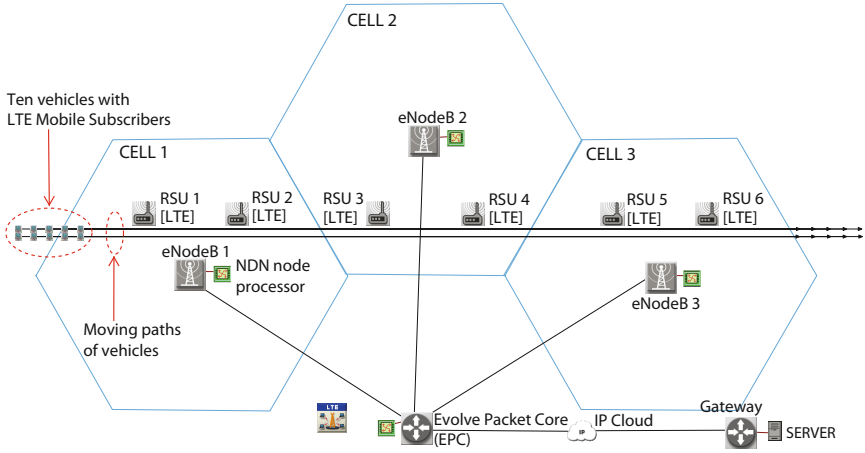 CELL 2
Ten vehicles with
LTE Mobile Subscribers
eNodeB 2
CELL 1
CELL 3
RSU 1
[LTE]
RSU 2
[LTE]
RSU 3
[LTE]
RSU 4
[LTE]
RSU 5
[LTE]
RSU 6
[LTE]
eNodeB 1
NDN node
processor
eNodeB 3
Moving paths
of vehicles
LTE
Evolve Packet Core
(EPC)
IP Cloud
IP
Gateway
SERVER